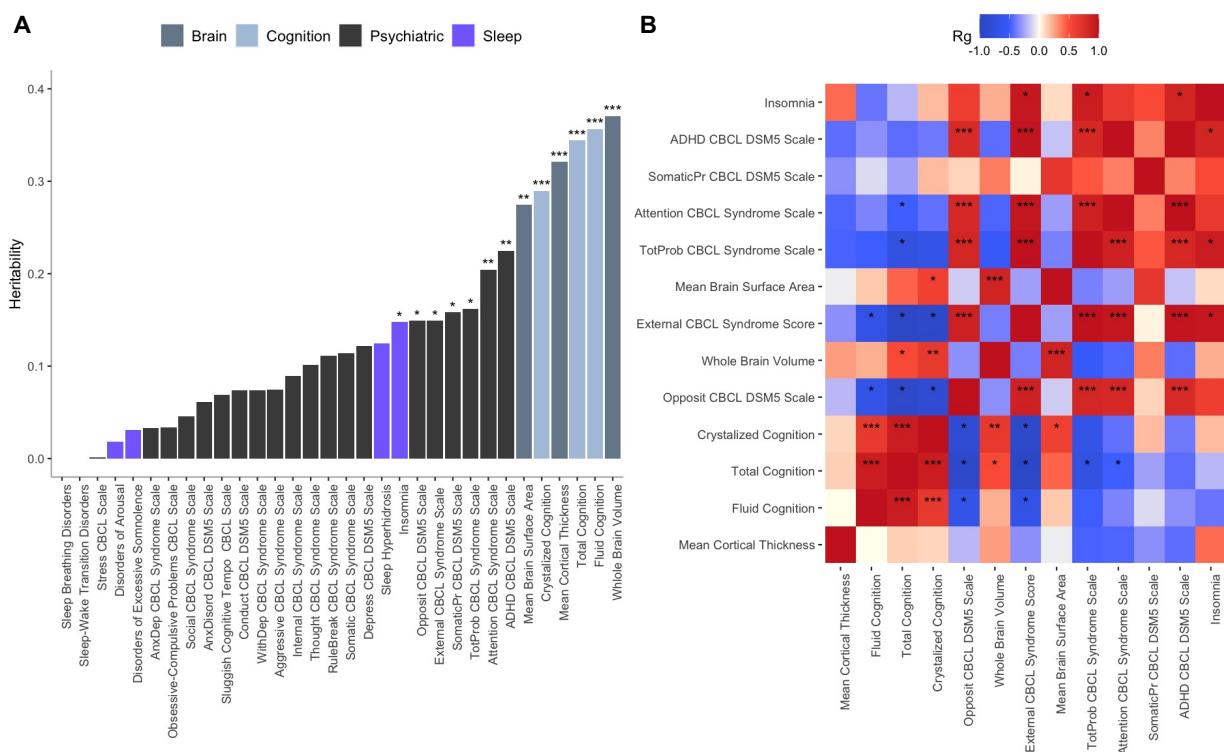 A
Brain Cognition Psychiatric Sleep
Heritability
0.4
0.3
0.2
0.1
0.0
* * * * * ** ** ** *** *** *** *** ***
Sleep Breathing Disorders
Sleep-Wake Transition Disorders
Stress CBCL Scale
Disorders of Arousal
Disorders of Excessive Somnolence
AnxDep CBCL Syndrome Scale
Obsessive-Compulsive Problems CBCL Scale
Social CBCL Syndrome Scale
AnxDisord CBCL DSM5 Scale
Sluggish Cognitive Tempo CBCL Scale
Conduct CBCL DSM5 Scale
WithDep CBCL Syndrome Scale
Aggressive CBCL Syndrome Scale
Internal CBCL Syndrome Scale
Thought CBCL Syndrome Scale
RuleBreak CBCL Syndrome Scale
Somatic CBCL Syndrome Scale
Depress CBCL DSM5 Scale
Sleep Hyperhidrosis
Insomnia
Opposit CBCL DSM5 Scale
External CBCL Syndrome Scale
SomaticPr CBCL DSM5 Scale
TotProb CBCL Syndrome Scale
Attention CBCL Syndrome Scale
ADHD CBCL DSM5 Scale
Mean Brain Surface Area
Crystalized Cognition
Mean Cortical Thickness
Total Cognition
Fluid Cognition
Whole Brain Volume
B
Rg
-1.0 -0.5 0.0 0.5 1.0
Insomnia * * *
ADHD CBCL DSM5 Scale *** *** *** *
SomaticPr CBCL DSM5 Scale
Attention CBCL Syndrome Scale * *** *** *** ***
TotProb CBCL Syndrome Scale * *** *** *** *** *
Mean Brain Surface Area * ***
External CBCL Syndrome Score * * * *** *** *** *** *
Whole Brain Volume * ** ***
Opposit CBCL DSM5 Scale * * * *** *** *** ***
Crystalized Cognition *** *** * ** * *
Total Cognition *** *** * * * * *
Fluid Cognition *** *** * *
Mean Cortical Thickness
Mean Cortical Thickness
Fluid Cognition
Total Cognition
Crystalized Cognition
Opposit CBCL DSM5 Scale
Whole Brain Volume
External CBCL Syndrome Score
Mean Brain Surface Area
TotProb CBCL Syndrome Scale
Attention CBCL Syndrome Scale
SomaticPr CBCL DSM5 Scale
ADHD CBCL DSM5 Scale
Insomnia